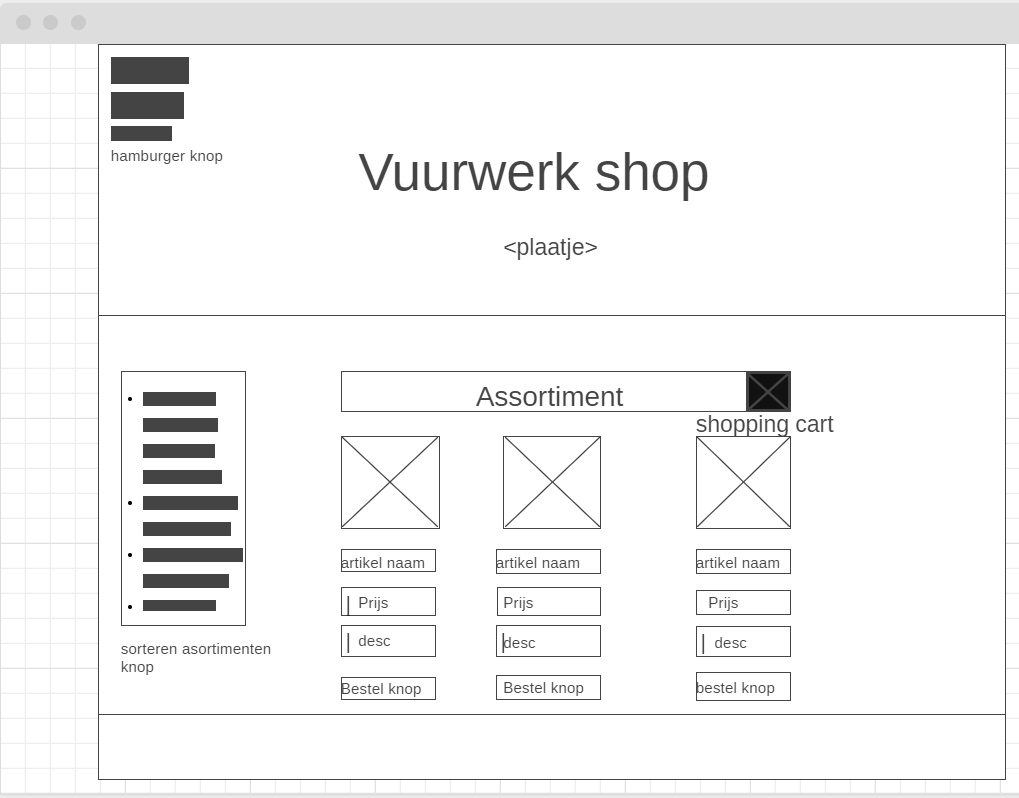 hamburger knop
Vuurwerk shop
<plaatje>
Assortiment
shopping cart
artikel naam
artikel naam
artikel naam
Prijs
Prijs
Prijs
desc
desc
desc
sorteren asortimenten
knop
Bestel knop
Bestel knop
bestel knop